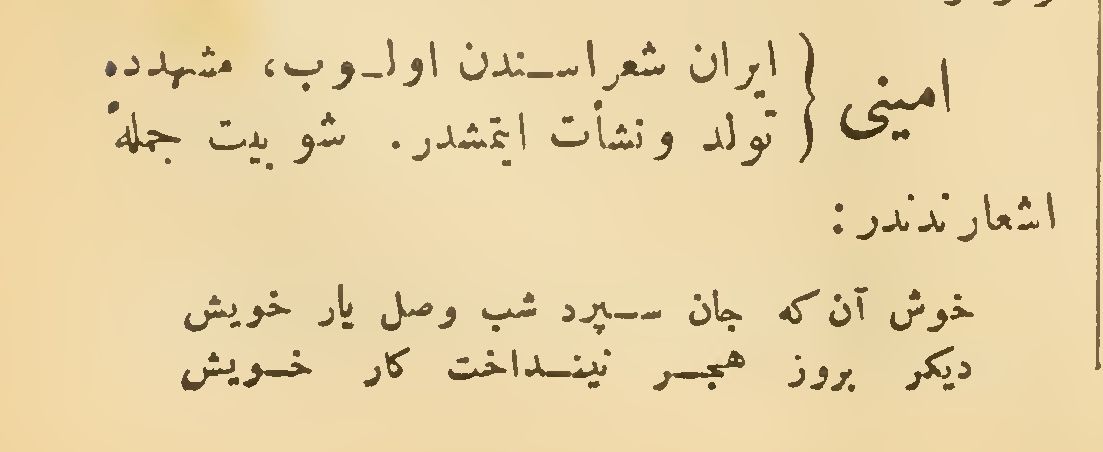 امینی { ایران شعراسندن اولوب، مشهدده
تولد ونشأت ایتمشدر. شو بیت جملهٔ
اشعارندندر:
خوش آن که جان سپرد شب وصل یار خویش
دیکر بروز هجر نینداخت کار خویش